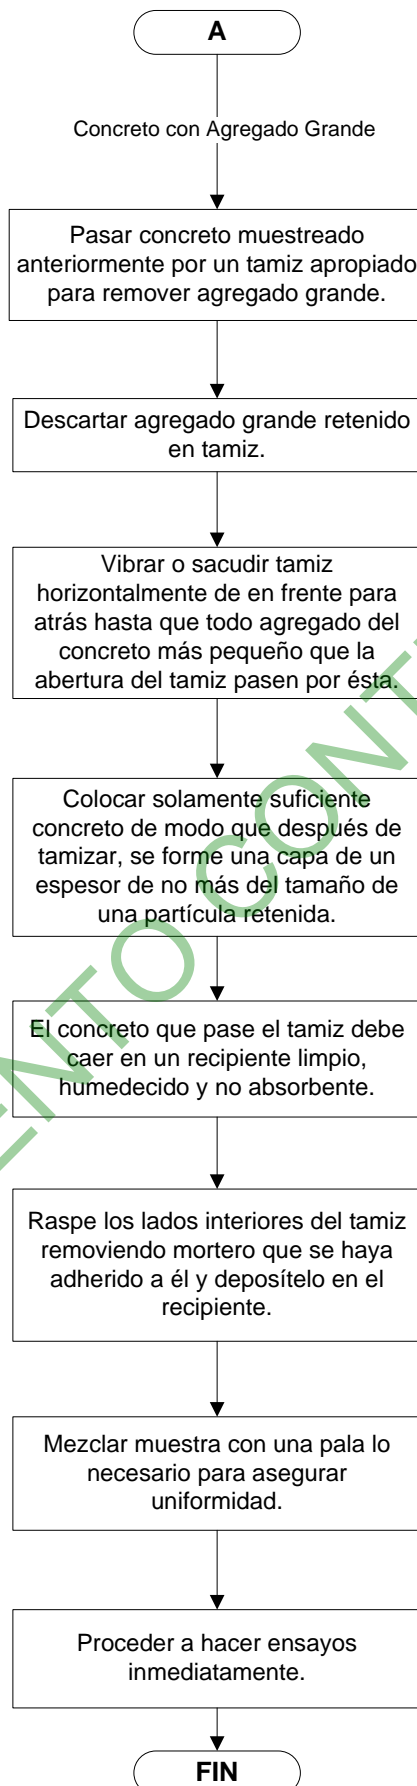 A
Concreto con Agregado Grande
Pasar concreto muestreado
anteriormente por un tamiz apropiado
para remover agregado grande.
Descartar agregado grande retenido
en tamiz.
Vibrar o sacudir tamiz
horizontalmente de en frente para
atrás hasta que todo agregado del
concreto más pequeño que la
abertura del tamiz pasen por ésta.
Colocar solamente suficiente
concreto de modo que después de
tamizar, se forme una capa de un
espesor de no más del tamaño de
una partícula retenida.
El concreto que pase el tamiz debe
caer en un recipiente limpio,
humedecido y no absorbente.
Raspe los lados interiores del tamiz
removiendo mortero que se haya
adherido a él y deposítelo en el
recipiente.
Mezclar muestra con una pala lo
necesario para asegurar
uniformidad.
Proceder a hacer ensayos
inmediatamente.
FIN